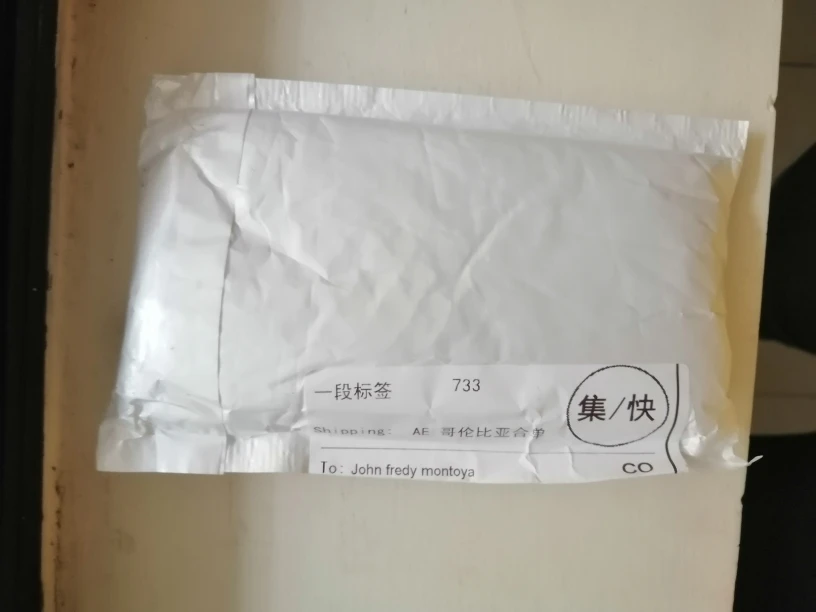 一段标签 733
集/快
Shipping: AE 哥伦比亚合单
To: John fredy montoya CO